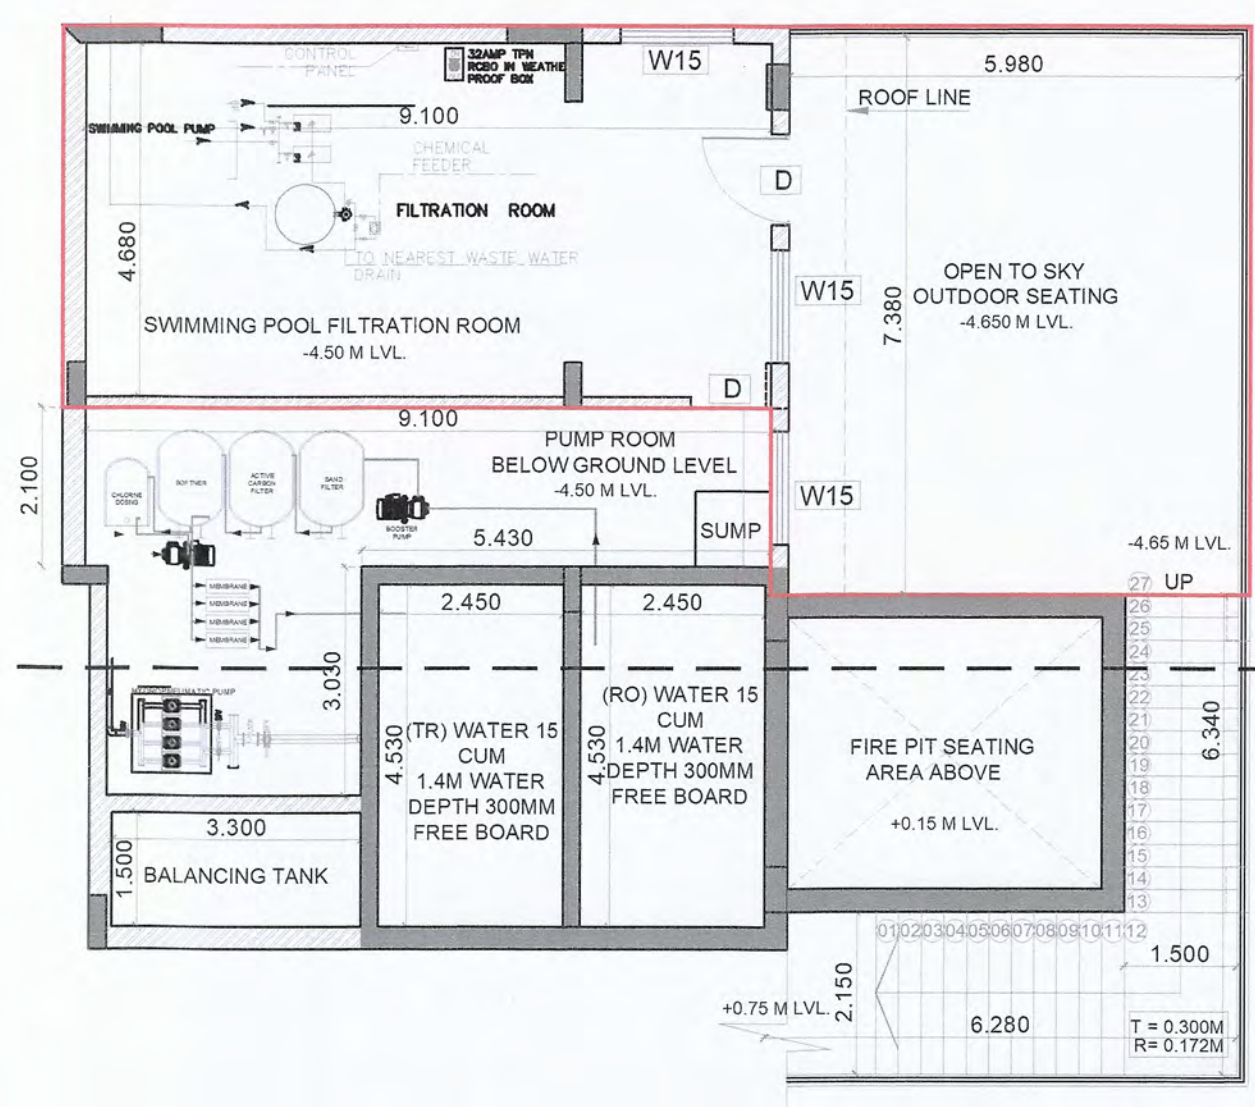 CONTROL
PANEL
32AMP TPN
RCBO IN WEATHE
PROOF BOX
W15
5.980
ROOF LINE
9.100
SWIMMING POOL PUMP
CHEMICAL
FEEDER
D
FILTRATION ROOM
4.680
TO NEAREST WASTE WATER
DRAIN
OPEN TO SKY
OUTDOOR SEATING
-4.650 M LVL.
W15
7.380
SWIMMING POOL FILTRATION ROOM
-4.50 M LVL.
D
9.100
PUMP ROOM
BELOW GROUND LEVEL
-4.50 M LVL.
2.100
CHLORINE
DOSING
SOFTNER
ACTIVE
CARBON
FILTER
SAND
FILTER
W15
BOOSTER
PUMP
5.430
SUMP
-4.65 M LVL.
27 UP
MEMBRANE
MEMBRANE
MEMBRANE
MEMBRANE
2.450
2.450
26
25
24
23
22
21
20
19
18
17
16
15
14
13
3.030
6.340
4.530
(TR) WATER 15
CUM
1.4M WATER
DEPTH 300MM
FREE BOARD
4.530
(RO) WATER 15
CUM
1.4M WATER
DEPTH 300MM
FREE BOARD
FIRE PIT SEATING
AREA ABOVE
+0.15 M LVL.
3.300
1.500
BALANCING TANK
01 02 03 04 05 06 07 08 09 10 11 12
1.500
2.150
+0.75 M LVL.
6.280
T = 0.300M
R= 0.172M